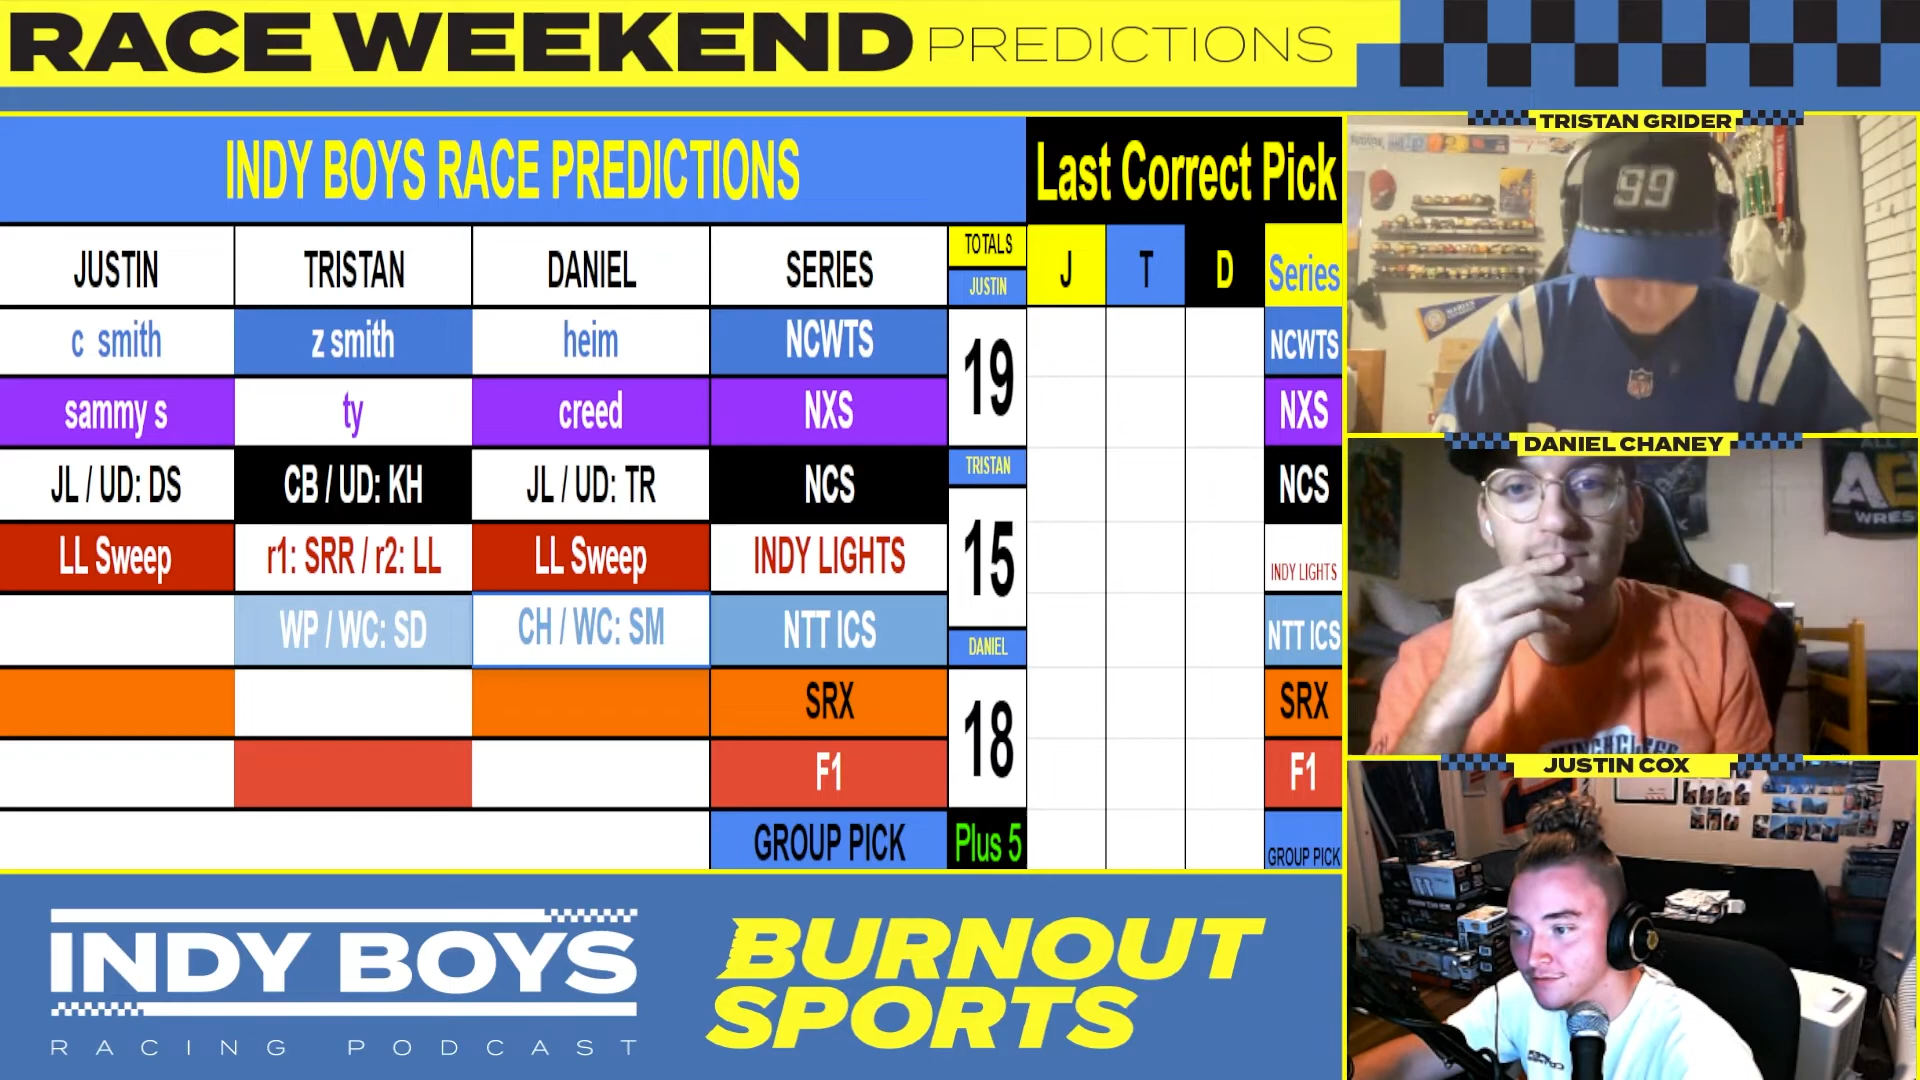 RACE WEEKEND PREDICTIONS
INDY BOYS RACE PREDICTIONS
Last Correct Pick
JUSTIN TRISTAN DANIEL SERIES TOTALS J T D Series
JUSTIN
c smith z smith heim NCWTS 19 NCWTS
sammy s ty creed NXS NXS
TRISTAN
JL / UD: DS CB / UD: KH JL / UD: TR NCS NCS
LL Sweep r1: SRR / r2: LL LL Sweep INDY LIGHTS 15 INDY LIGHTS
WP / WC: SD CH / WC: SM NTT ICS NTT ICS
DANIEL
SRX 18 SRX
F1 F1
GROUP PICK Plus 5 GROUP PICK
INDY BOYS
RACING PODCAST
BURNOUT
SPORTS
TRISTAN GRIDER
99
DANIEL CHANEY
WRES
JUSTIN COX